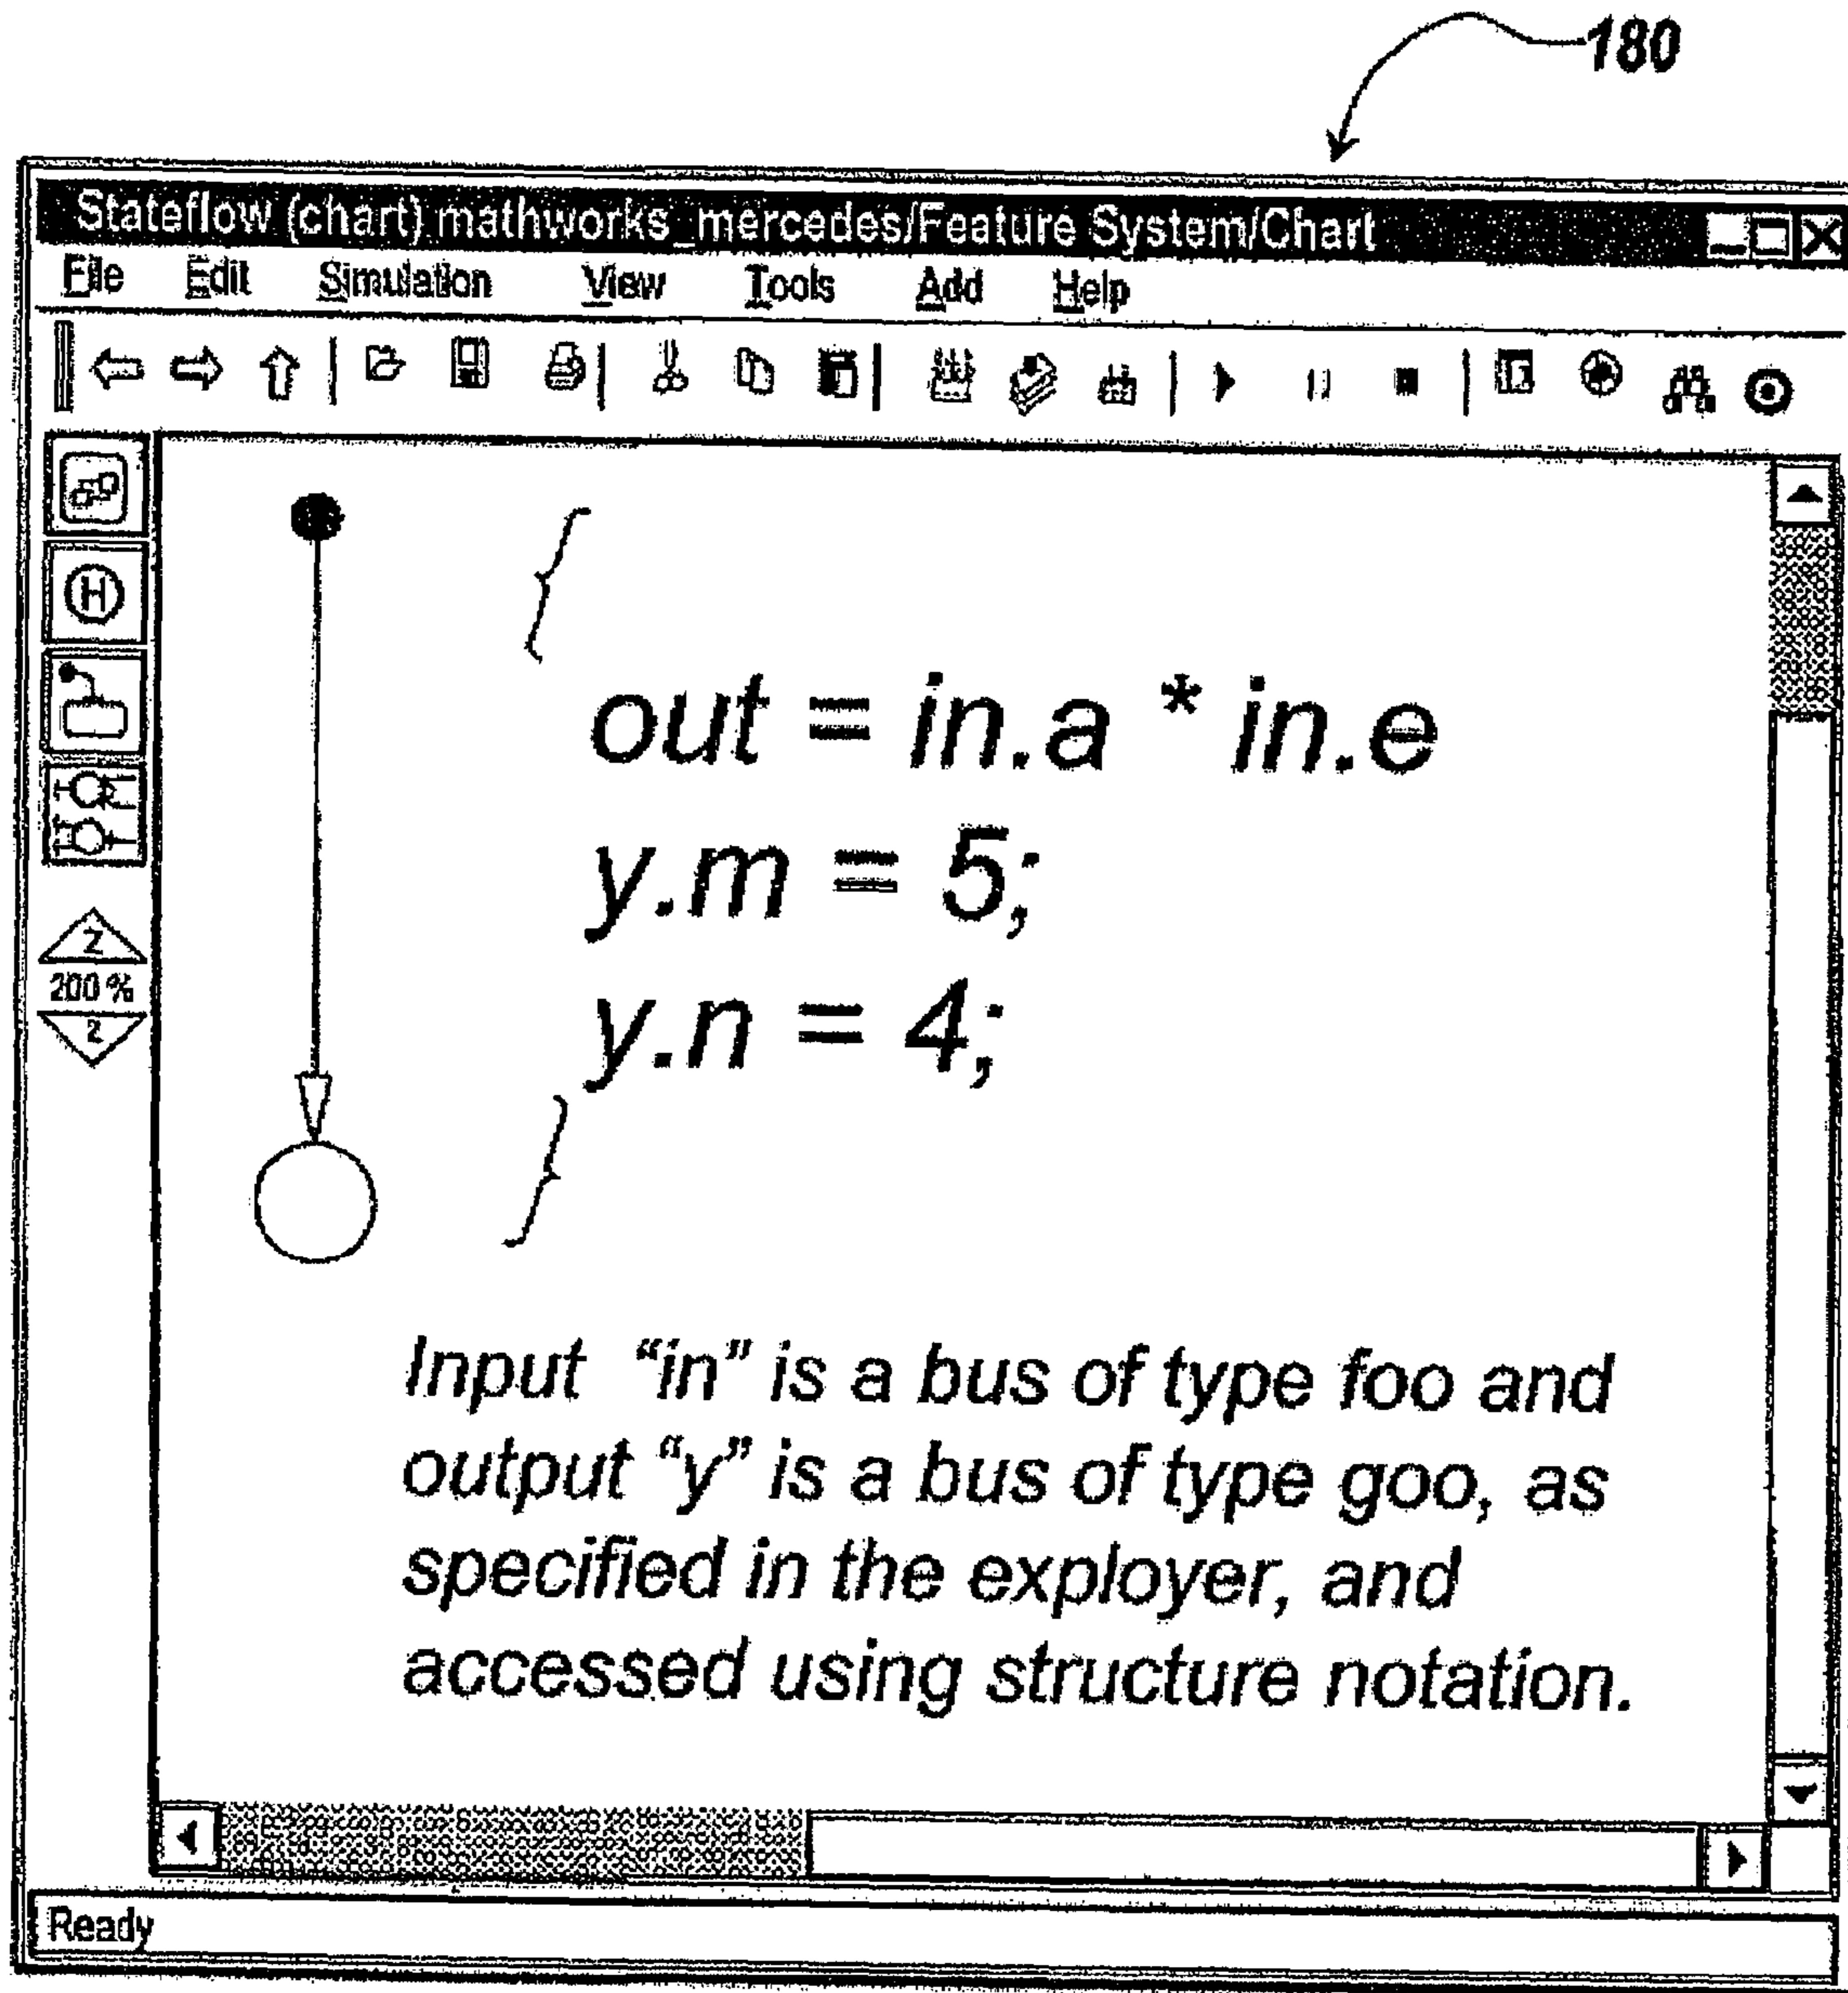 180
Stateflow (chart) mathworks_mercedes/Feature System/Chart
File Edit Simulation View Tools Add Help
H
{
out = in.a * in.e
y.m = 5;
y.n = 4;
}
2
200 %
2
Input “in” is a bus of type foo and
output “y” is a bus of type goo, as
specified in the exployer, and
accessed using structure notation.
Ready